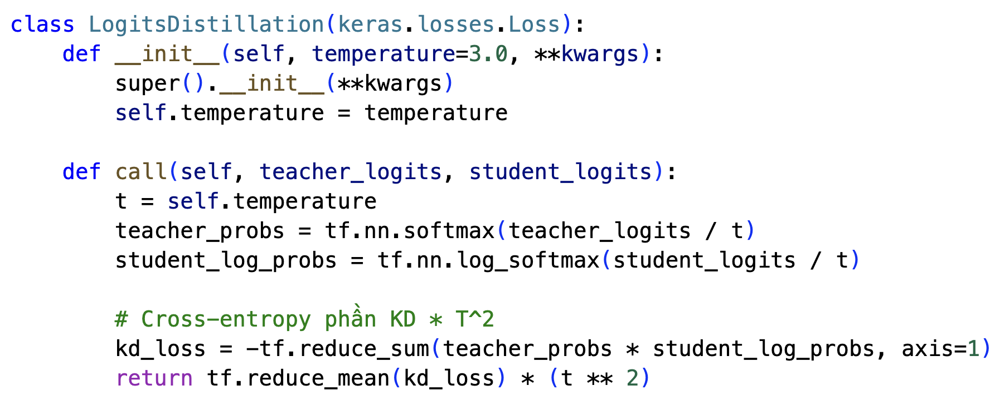 class LogitsDistillation(keras.losses.Loss):
    def __init__(self, temperature=3.0, **kwargs):
        super().__init__(**kwargs)
        self.temperature = temperature

    def call(self, teacher_logits, student_logits):
        t = self.temperature
        teacher_probs = tf.nn.softmax(teacher_logits / t)
        student_log_probs = tf.nn.log_softmax(student_logits / t)

        # Cross-entropy phần KD * T^2
        kd_loss = -tf.reduce_sum(teacher_probs * student_log_probs, axis=1)
        return tf.reduce_mean(kd_loss) * (t ** 2)